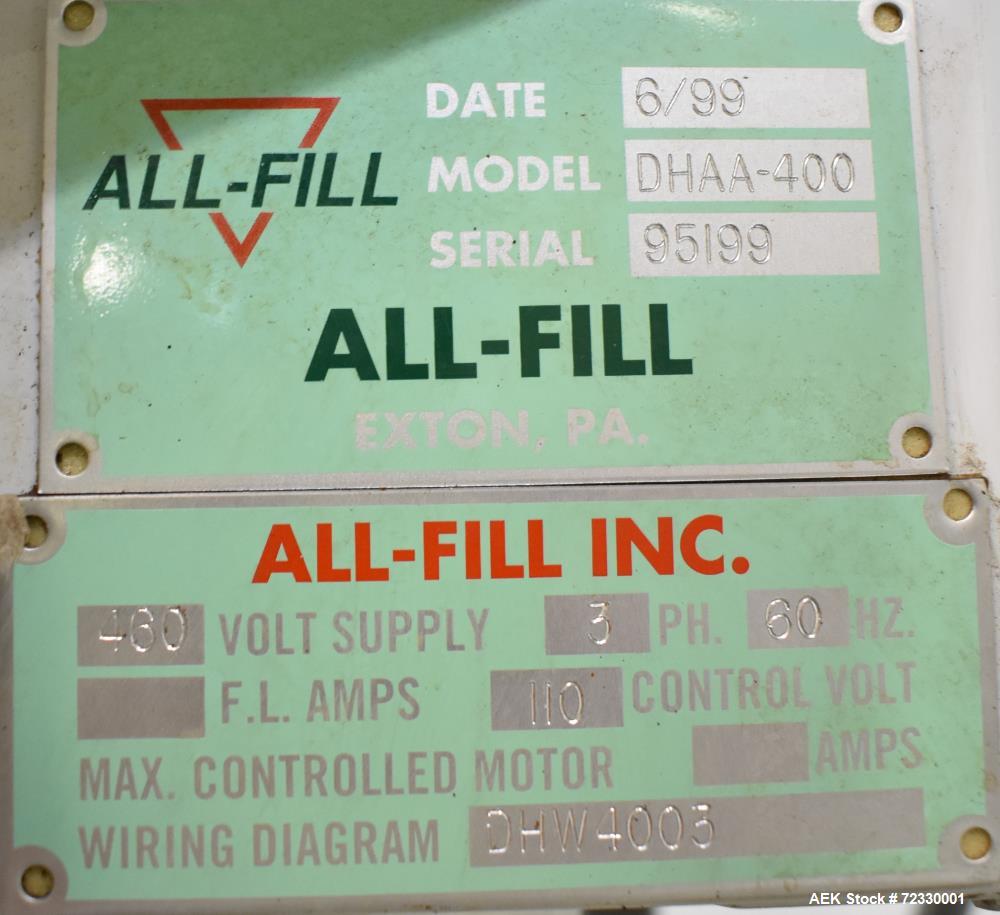 ALL-FILL
DATE 6/99
MODEL DHAA-400
SERIAL 95199
ALL-FILL
EXTON, PA.
ALL-FILL INC.
460 VOLT SUPPLY 3 PH. 60 HZ.
F.L. AMPS 110 CONTROL VOLT
MAX. CONTROLLED MOTOR AMPS
WIRING DIAGRAM DHW4003
AEK Stock# 72330001